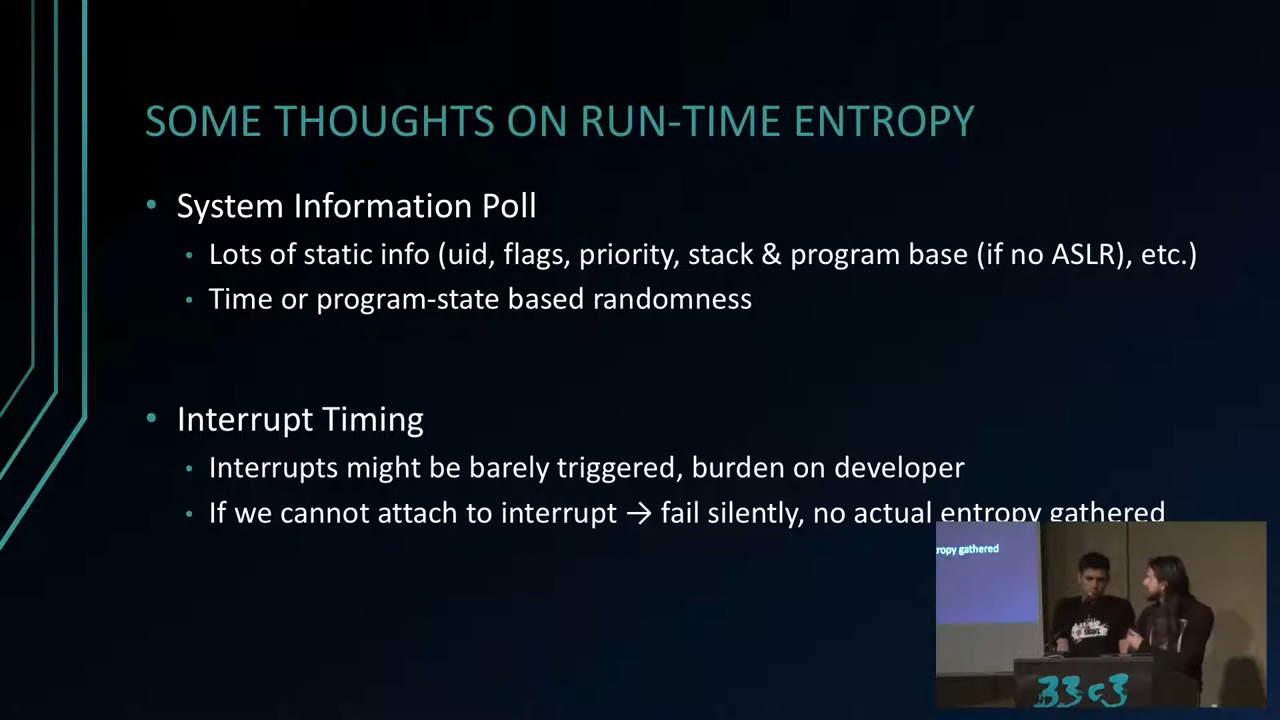 SOME THOUGHTS ON RUN-TIME ENTROPY
• System Information Poll
• Lots of static info (uid, flags, priority, stack & program base (if no ASLR), etc.)
• Time or program-state based randomness
• Interrupt Timing
• Interrupts might be barely triggered, burden on developer
• If we cannot attach to interrupt → fail silently, no actual entropy gathered
ropy gathered
33c3